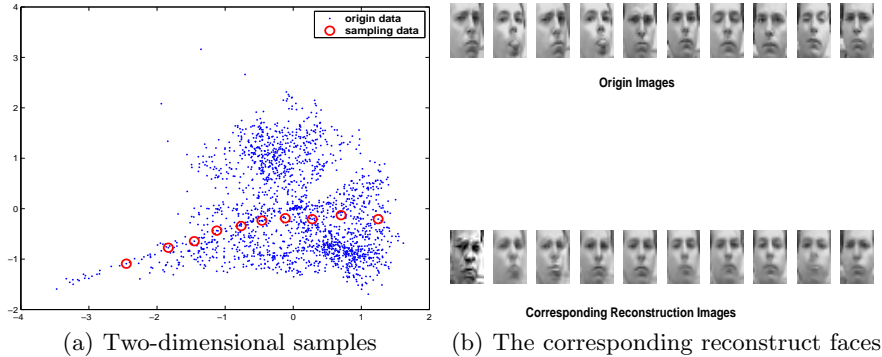 origin data
sampling data
4
3
2
1
0
−1
−2
−4 −3 −2 −1 0 1 2
(a) Two-dimensional samples
Origin Images
Corresponding Reconstruction Images
(b) The corresponding reconstruct faces